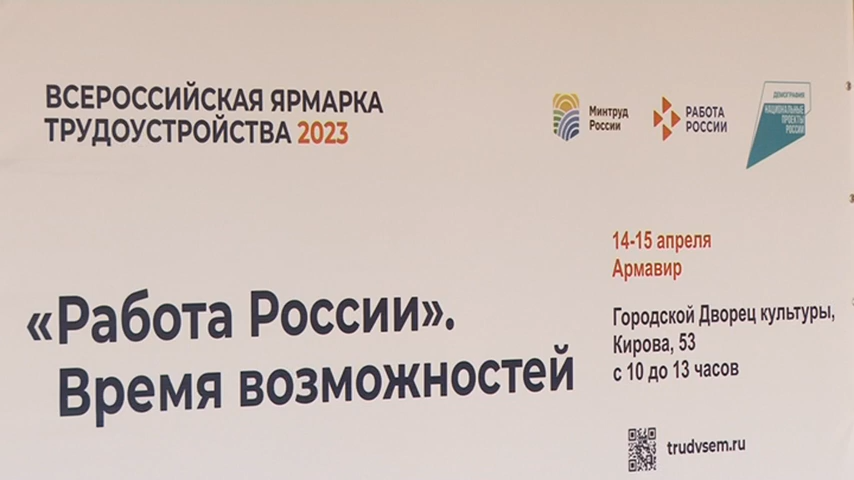 ВСЕРОССИЙСКАЯ ЯРМАРКА
ТРУДОУСТРОЙСТВА 2023
Минтруд
России
РАБОТА
РОССИИ
ДЕМОГРАФИЯ
НАЦИОНАЛЬНЫЕ
ПРОЕКТЫ
РОССИИ
14-15 апреля
Армавир
«Работа России».
Время возможностей
Городской Дворец культуры,
Кирова, 53
с 10 до 13 часов
trudvsem.ru